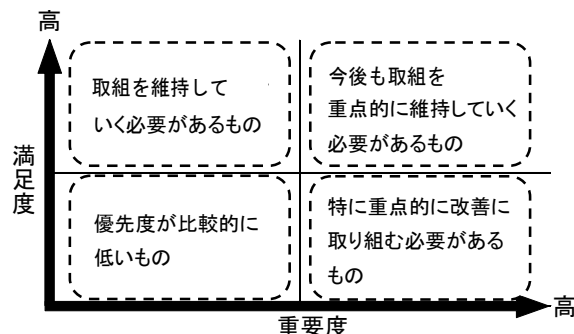 高
取組を維持して
いく必要があるもの
今後も取組を
重点的に維持していく
必要があるもの
満足度
優先度が比較的に
低いもの
特に重点的に改善に
取り組む必要がある
もの
高
重要度